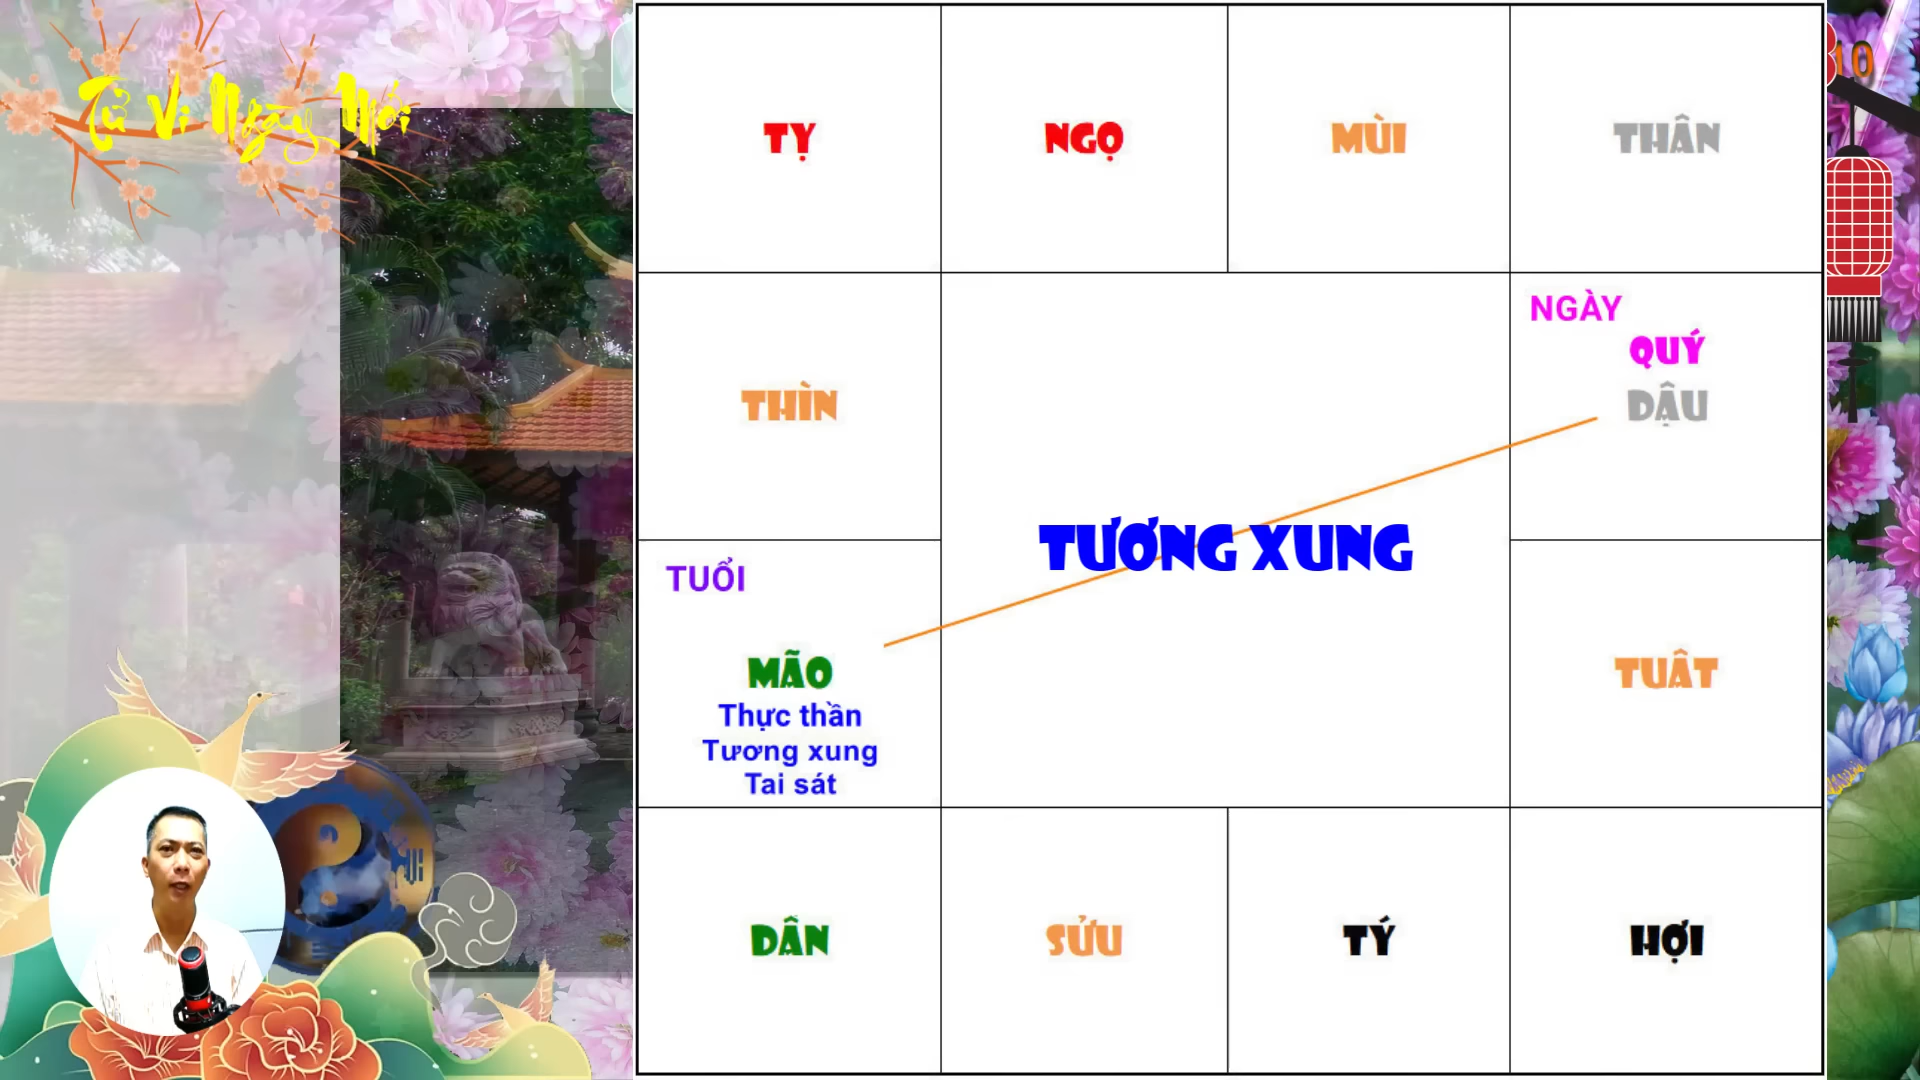 Tử Vi Ngày Mới
10
TỴ
NGỌ
MÙI
THÂN
THÌN
NGÀY
QUÝ
DẬU
TƯƠNG XUNG
TUỔI
MÃO
Thực thần
Tương xung
Tai sát
TUẤT
DẦN
SỬU
TÝ
HỢI